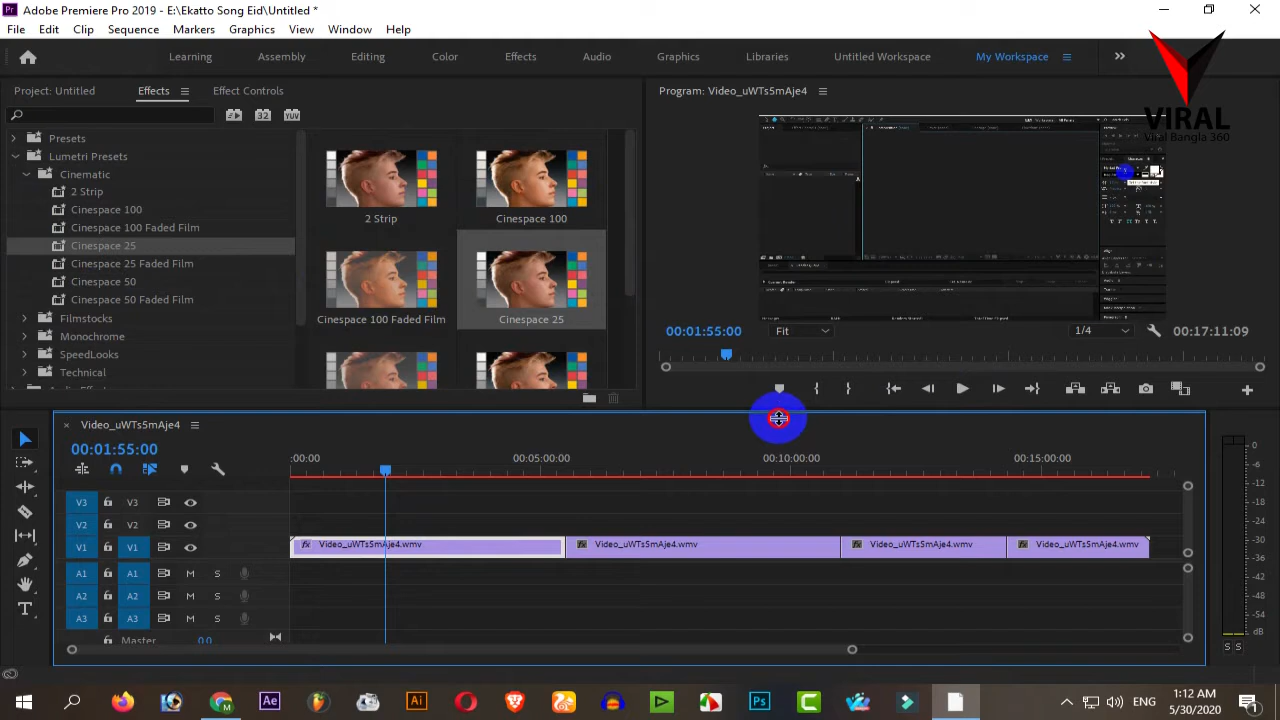 Adobe Premiere Pro 2019 - E:\Ekatto Song Eid\Untitled *
File Edit Clip Sequence Markers Graphics View Window Help
Learning Assembly Editing Color Effects Audio Graphics Libraries Untitled Workspace My Workspace
VIRAL
Viral Bangla 360
Project: Untitled Effects Effect Controls
Program: Video_uWTs5mAje4
Presets
Lumetri Presets
Cinematic
2 Strip
Cinespace 100
Cinespace 100 Faded Film
Cinespace 25
Cinespace 25 Faded Film
Cinespace 50
Cinespace 50 Faded Film
Filmstocks
Monochrome
SpeedLooks
Technical
2 Strip Cinespace 100
Cinespace 100 Faded Film Cinespace 25
00:01:55:00 Fit 1/4 00:17:11:09
Video_uWTs5mAje4
00:01:55:00
:00:00 00:05:00:00 00:10:00:00 00:15:00:00
V3 V3
V2 V2
V1 V1 Video_uWTs5mAje4.wmv Video_uWTs5mAje4.wmv Video_uWTs5mAje4.wmv Video_uWTs5mAje4.wmv
A1 A1 M S
A2 A2 M S
A3 A3 M S
Master 0.0
0
-6
-12
-18
-24
-30
-36
-42
-48
-54
dB
S S
Ae Ai Ps
ENG
1:12 AM
5/30/2020